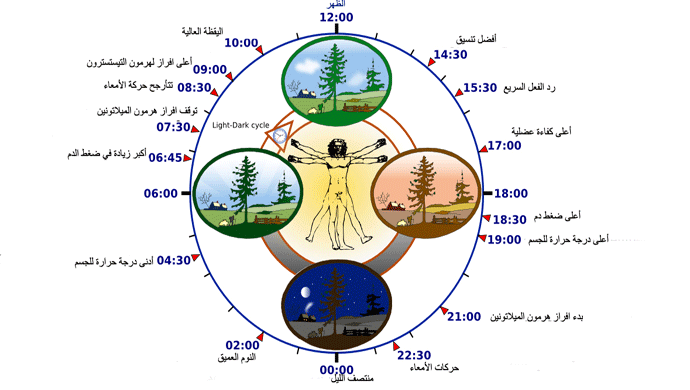 الظهر
12:00
اليقظة العالية
10:00
أفضل تنسيق
14:30
أعلى افراز لهرمون التيستسترون
09:00
رد الفعل السريع
15:30
تتأرجح حركة الأمعاء
08:30
توقف افراز هرمون الميلاتونين
07:30
Light-Dark cycle
أعلى كفاءة عضلية
17:00
أكبر زيادة في ضغط الدم
06:45
06:00
18:00
أعلى ضغط دم
18:30
أعلى درجة حرارة للجسم
19:00
أدنى درجة حرارة للجسم
04:30
بدء افراز هرمون الميلاتونين
21:00
02:00
النوم العميق
22:30
حركات الأمعاء
00:00
منتصف الليل